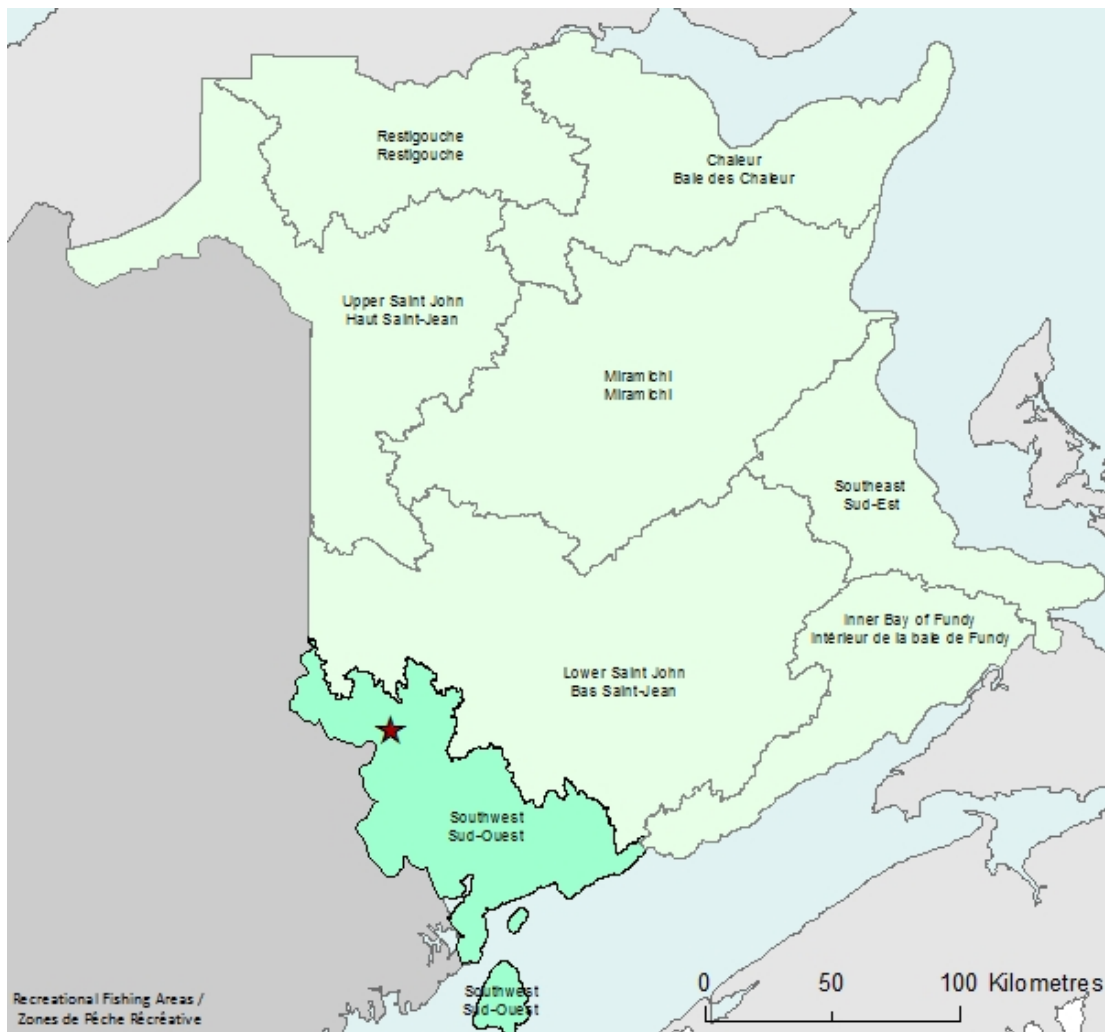 Restigouche
Restigouche
Chaleur
Baie des Chaleur
Upper Saint John
Haut Saint-Jean
Miramichi
Miramichi
Southeast
Sud-Est
Inner Bay of Fundy
Intérieur de la baie de Fundy
Lower Saint John
Bas Saint-Jean
Southwest
Sud-Ouest
Southwest
Sud-Ouest
0 50 100 Kilometres
Recreational Fishing Areas /
Zones de Pêche Récréative